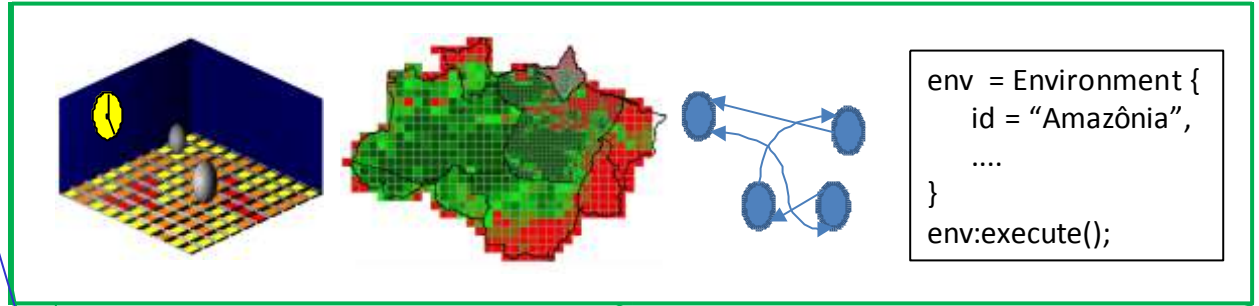 env = Environment {
id = “Amazônia”,
....
}
env:execute();